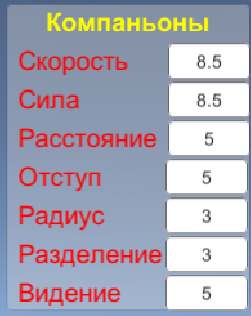 Компаньоны
Скорость 8.5
Сила 8.5
Расстояние 5
Отступ 5
Радиус 3
Разделение 3
Видение 5